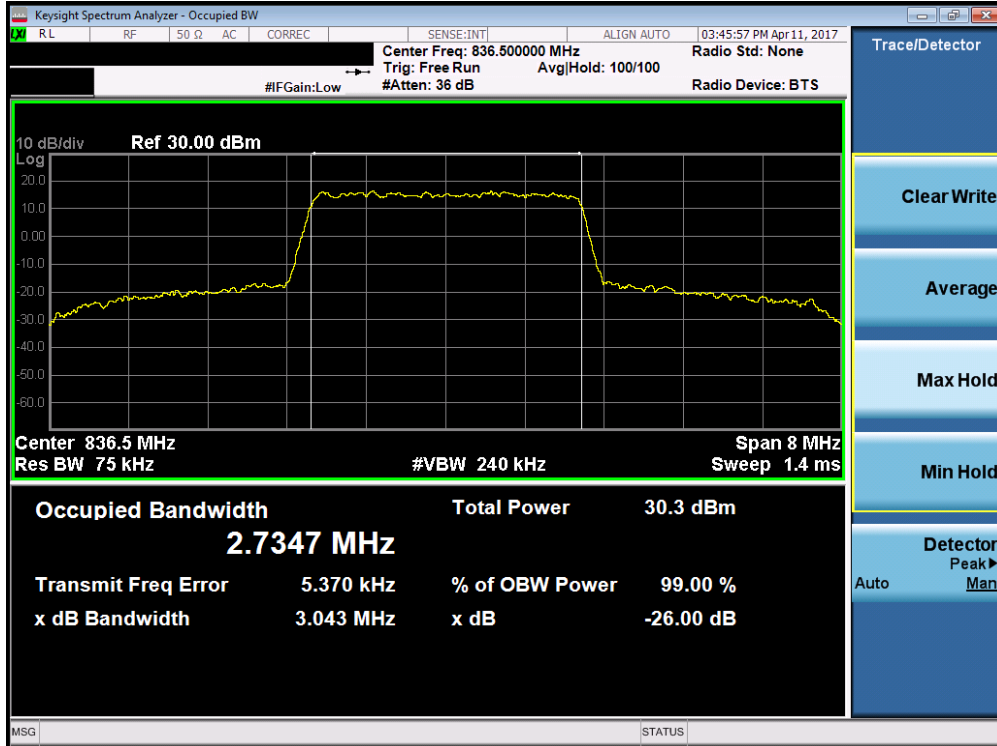 Keysight Spectrum Analyzer - Occupied BW
LXI RL RF 50 Ω AC CORREC SENSE:INT ALIGN AUTO 03:45:57 PM Apr 11, 2017
Center Freq: 836.500000 MHz Radio Std: None
Trig: Free Run Avg|Hold: 100/100
#IFGain:Low #Atten: 36 dB Radio Device: BTS
10 dB/div Ref 30.00 dBm
Log
20.0
10.0
0.00
-10.0
-20.0
-30.0
-40.0
-50.0
-60.0
Center 836.5 MHz Span 8 MHz
Res BW 75 kHz #VBW 240 kHz Sweep 1.4 ms
Occupied Bandwidth Total Power 30.3 dBm
2.7347 MHz
Transmit Freq Error 5.370 kHz % of OBW Power 99.00 %
x dB Bandwidth 3.043 MHz x dB -26.00 dB
MSG STATUS
Trace/Detector
Clear Write
Average
Max Hold
Min Hold
Detector
Peak▶
Auto Man